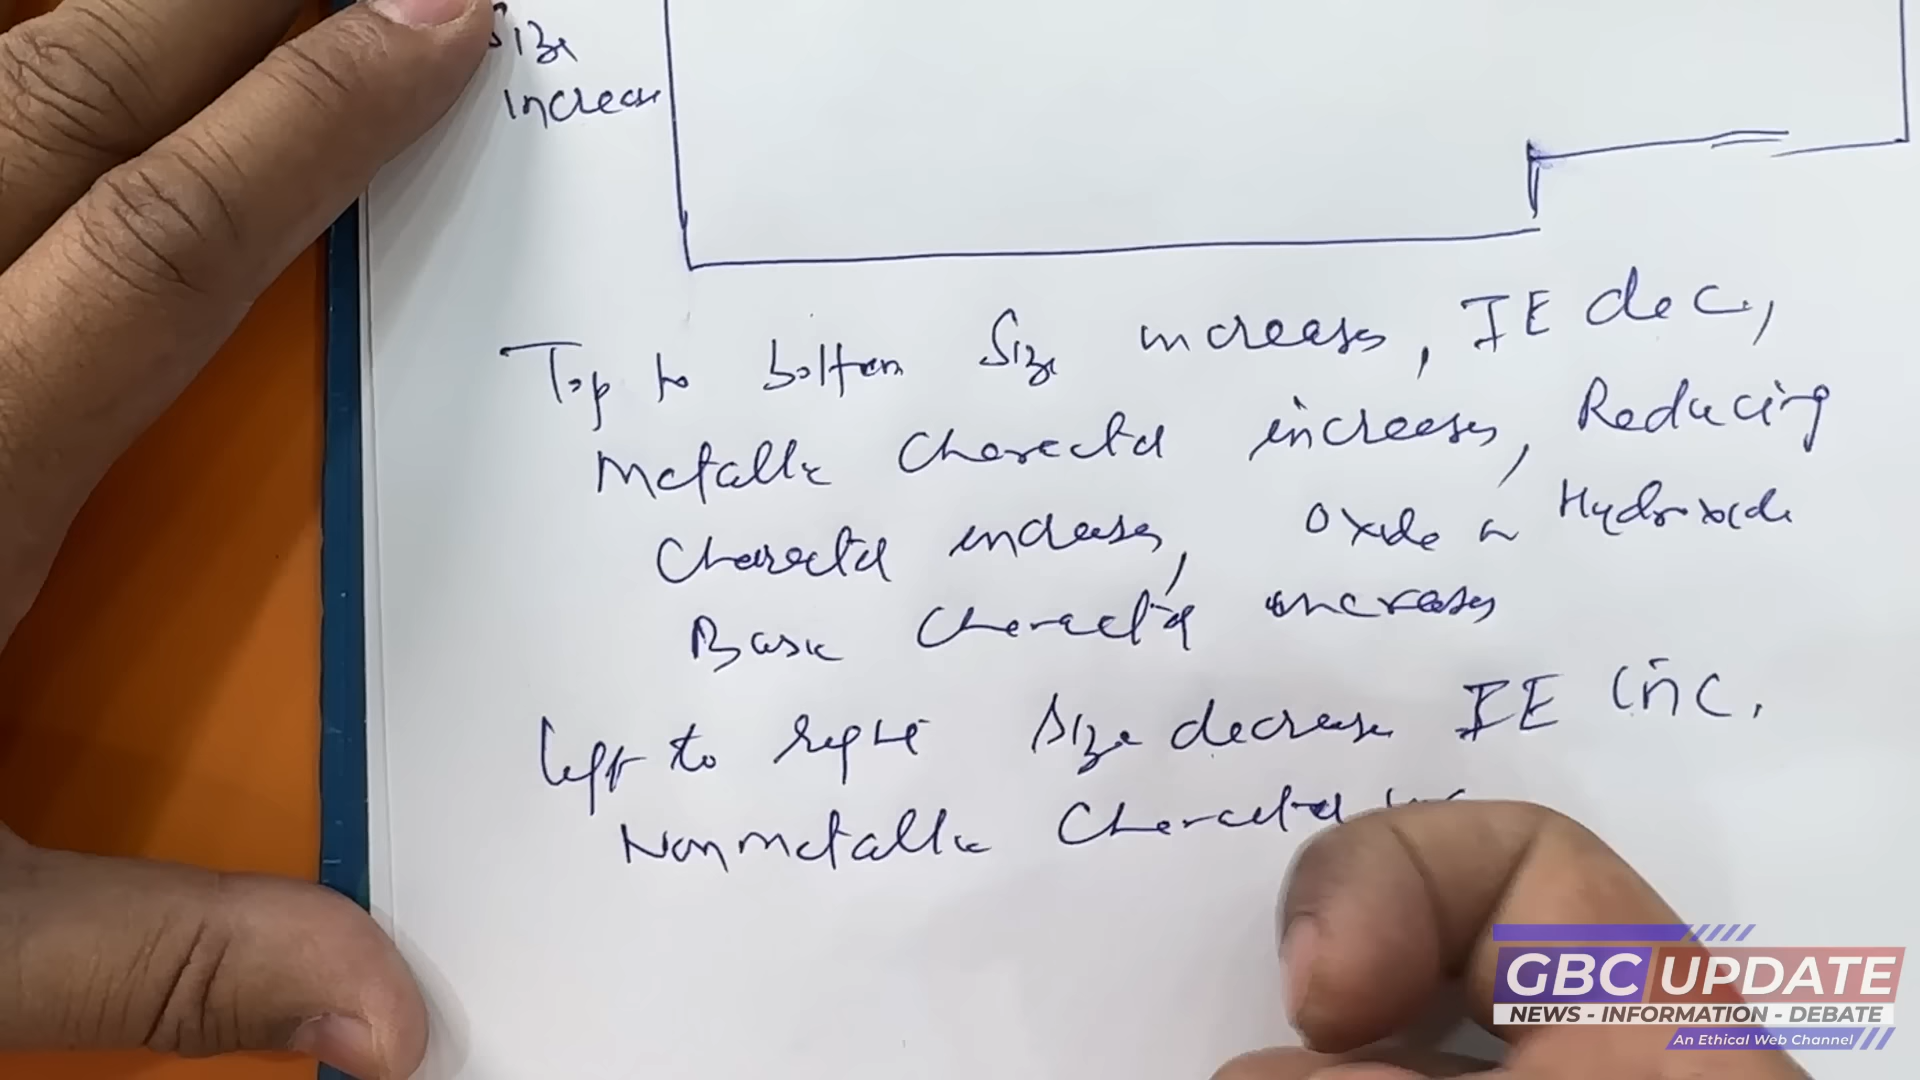 Size
increase
Top to bottom Size increases, IE dec,
Metallic Character increases, Reducing
Character increases, Oxide or Hydroxide
Basic Character increases
left to right Size decrease IE inc.
Nonmetallic Character
GBC UPDATE
NEWS - INFORMATION - DEBATE
An Ethical Web Channel